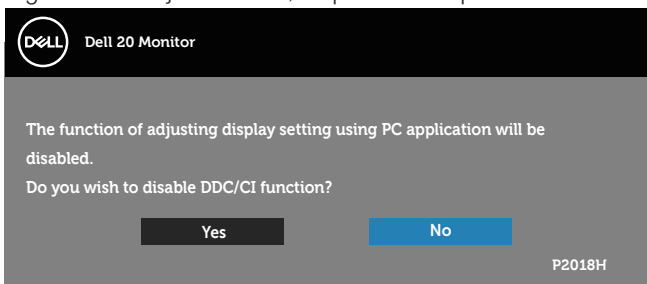 DELL
Dell 20 Monitor
The function of adjusting display setting using PC application will be
disabled.
Do you wish to disable DDC/CI function?
Yes No
P2018H